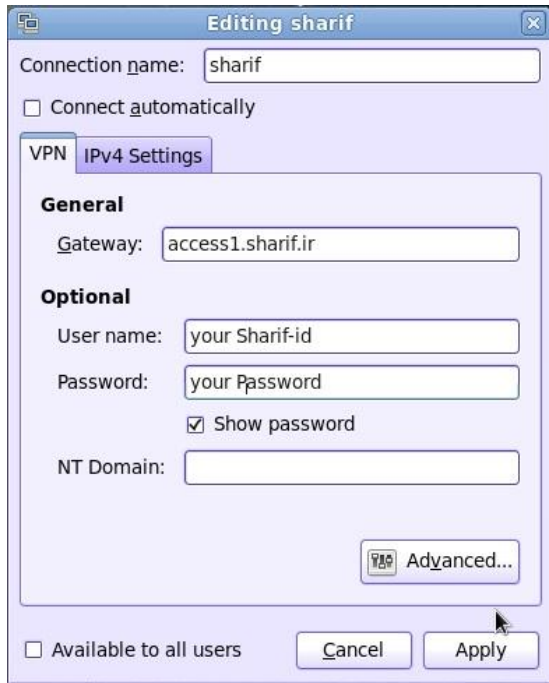 Editing sharif
Connection name: sharif
Connect automatically
VPN IPv4 Settings
General
Gateway: access1.sharif.ir
Optional
User name: your Sharif-id
Password: your Password
Show password
NT Domain:
Advanced...
Available to all users Cancel Apply